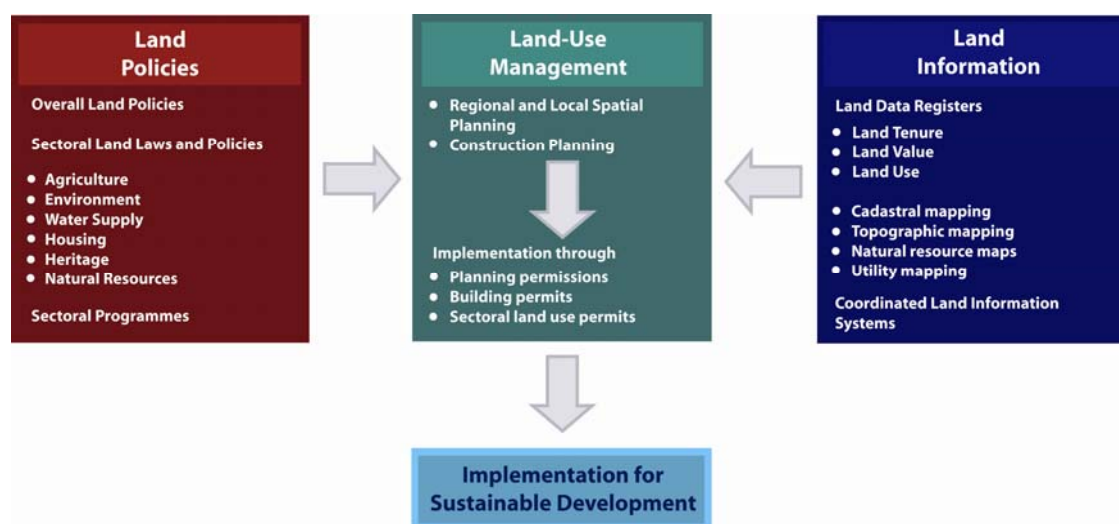 Land
Policies
Overall Land Policies
Sectoral Land Laws and Policies
• Agriculture
• Environment
• Water Supply
• Housing
• Heritage
• Natural Resources
Sectoral Programmes
Land-Use
Management
• Regional and Local Spatial
Planning
• Construction Planning
Implementation through
• Planning permissions
• Building permits
• Sectoral land use permits
Land
Information
Land Data Registers
• Land Tenure
• Land Value
• Land Use
• Cadastral mapping
• Topographic mapping
• Natural resource maps
• Utility mapping
Coordinated Land Information
Systems
Implementation for
Sustainable Development